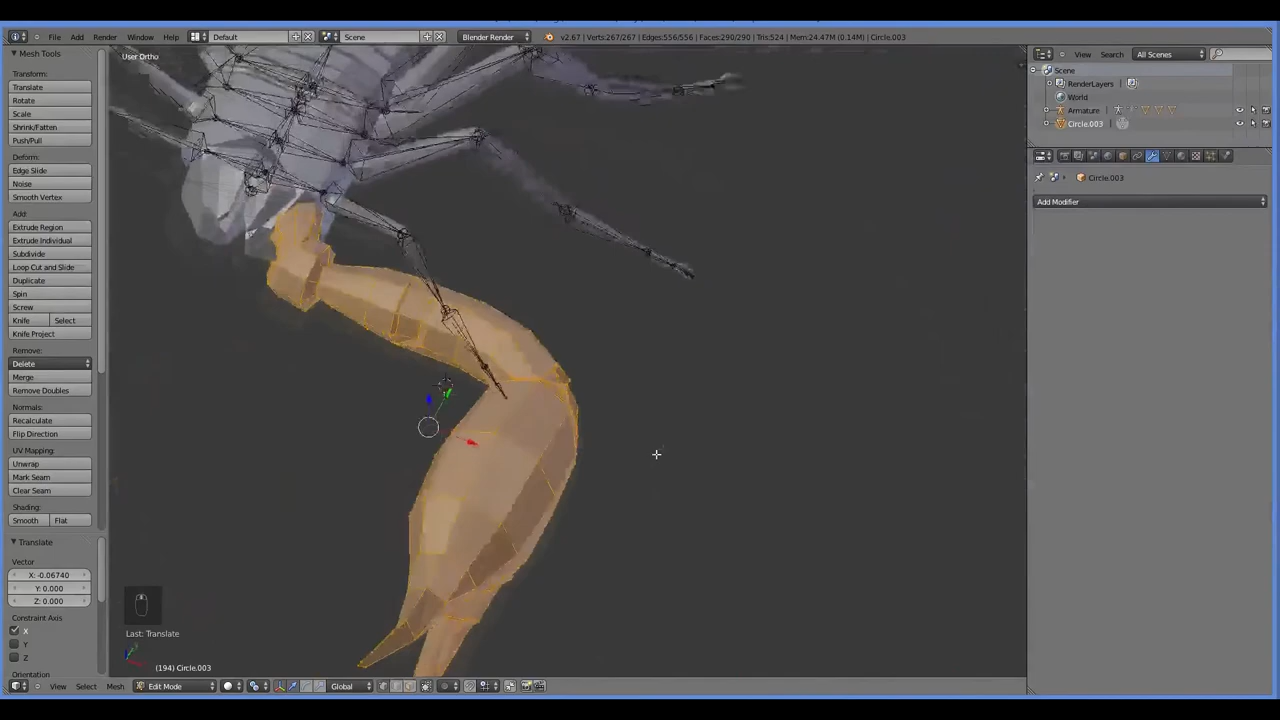 File Add Render Window Help Default Scene Blender Render v2.67 | Verts:267/267 | Edges:556/556 | Faces:290/290 | Tris:524 | Mem:24.47M (0.14M) | Circle.003
Mesh Tools
User Ortho
View Search All Scenes
Transform:
Translate
Rotate
Scale
Shrink/Fatten
Push/Pull
Deform:
Edge Slide
Noise
Smooth Vertex
Add:
Extrude Region
Extrude Individual
Subdivide
Loop Cut and Slide
Duplicate
Spin
Screw
Knife Select
Knife Project
Remove:
Delete
Merge
Remove Doubles
Normals:
Recalculate
Flip Direction
UV Mapping:
Unwrap
Mark Seam
Clear Seam
Shading:
Smooth Flat
Translate
Vector
X: -0.06740
Y: 0.000
Z: 0.000
Constraint Axis
X
Y
Z
Orientation
Scene
RenderLayers
World
Armature
Circle.003
Circle.003
Add Modifier
Last: Translate
(194) Circle.003
View Select Mesh Edit Mode Global